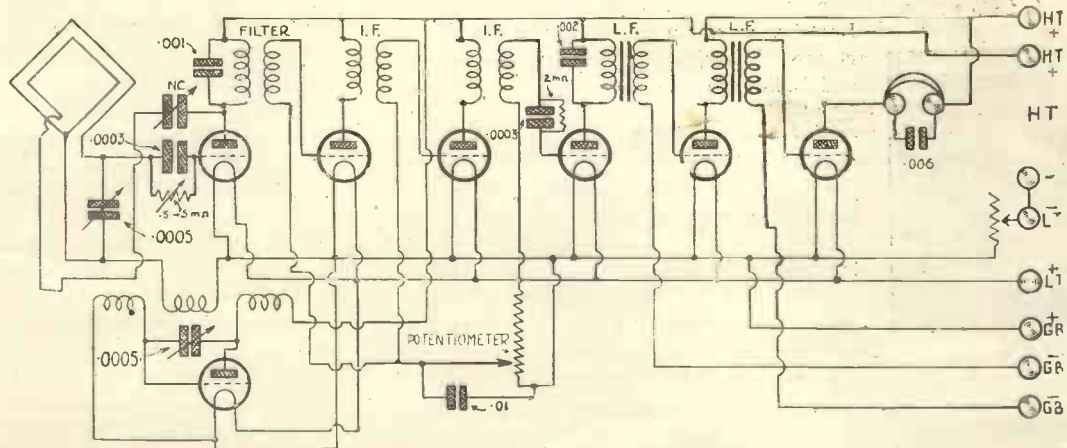 FILTER
I.F.
I.F.
L.F.
L.F.
HT
+
HT
+
HT
-
L̄T
+
LT
+
GB
-
GB
-
GB
.001
NC
.0003
.5-5mΩ
.0005
.0005
2mΩ
.0003
.002
.006
POTENTIOMETER
.01